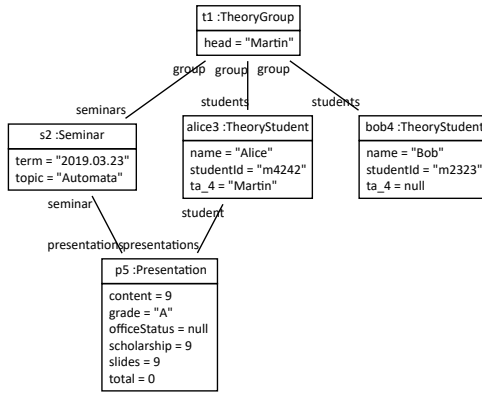 t1 :TheoryGroup
head = "Martin"
group
group
group
seminars
students
students
s2 :Seminar
term = "2019.03.23"
topic = "Automata"
alice3 :TheoryStudent
name = "Alice"
studentId = "m4242"
ta_4 = "Martin"
bob4 :TheoryStudent
name = "Bob"
studentId = "m2323"
ta_4 = null
seminar
student
presentations
presentations
p5 :Presentation
content = 9
grade = "A"
officeStatus = null
scholarship = 9
slides = 9
total = 0